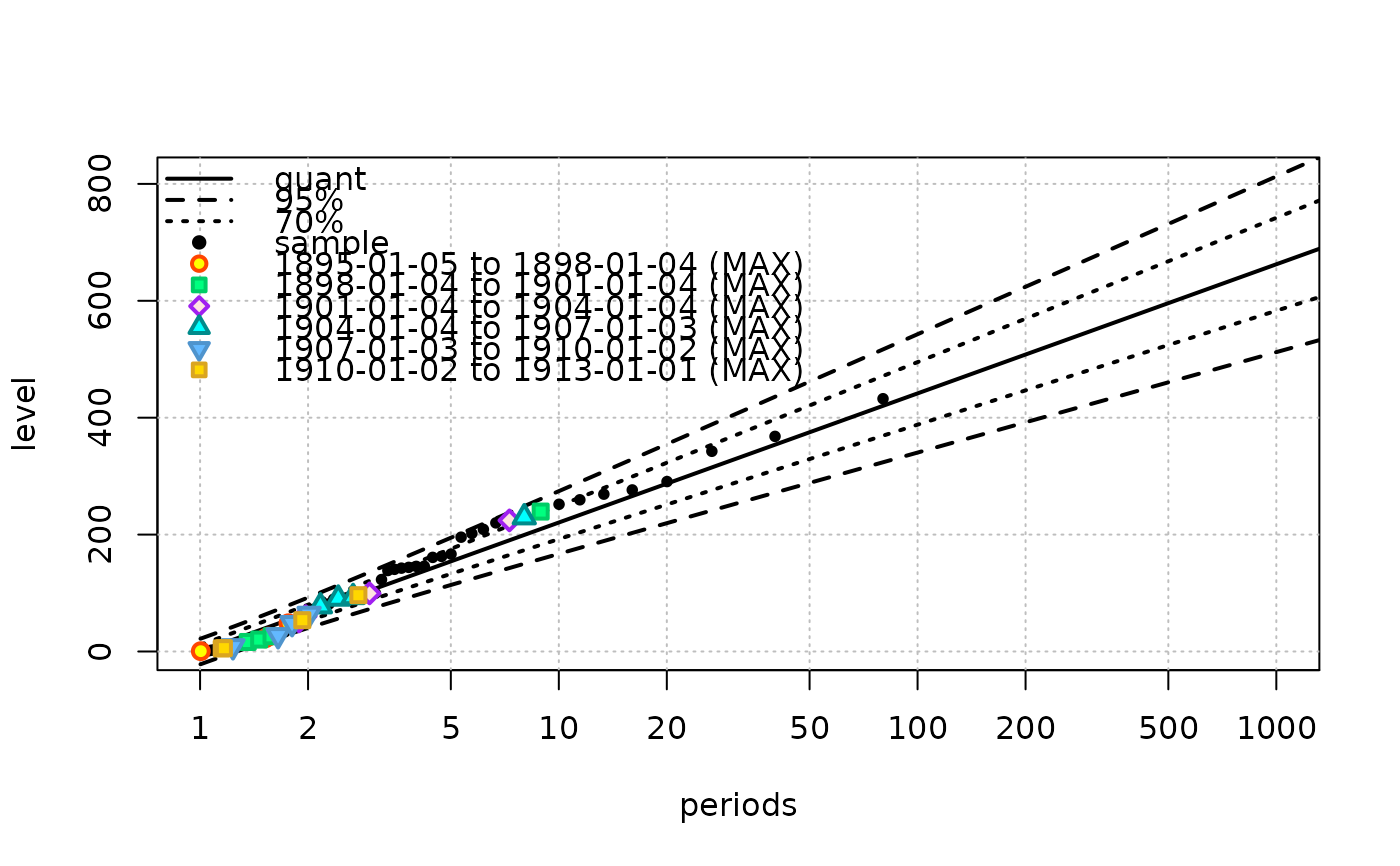 quant
95%
70%
sample
1895-01-05 to 1898-01-04 (MAX)
1898-01-04 to 1901-01-04 (MAX)
1901-01-04 to 1904-01-04 (MAX)
1904-01-04 to 1907-01-03 (MAX)
1907-01-03 to 1910-01-02 (MAX)
1910-01-02 to 1913-01-01 (MAX)
800
600
400
200
0
level
1 2 5 10 20 50 100 200 500 1000
periods